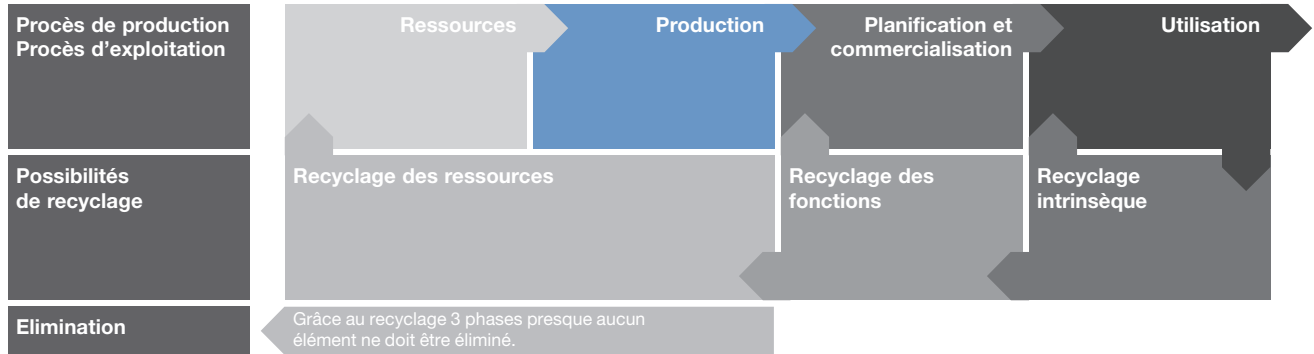 Procès de production
Procès d'exploitation
Ressources
Production
Planification et
commercialisation
Utilisation
Possibilités
de recyclage
Recyclage des ressources
Recyclage des
fonctions
Recyclage
intrinsèque
Elimination
Grâce au recyclage 3 phases presque aucun
élément ne doit être éliminé.